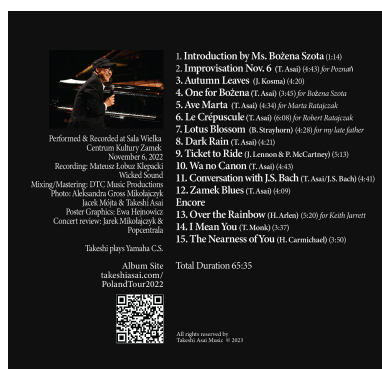 Performed & Recorded at Sala Wielka
Centrum Kultury Zamek
November 6, 2022
Recording: Mateusz Łobuz Klepacki
Wicked Sound
Mixing/Mastering: DTC Music Productions
Photo: Aleksandra Gross Mikołajczyk
Jacek Mójta & Takeshi Asai
Poster Graphics: Ewa Hejnowicz
Concert review: Jarek Mikołajczyk &
Popcentrala
Takeshi plays Yamaha C.S.
Album Site
takeshiasai.com/
PolandTour2022
1. Introduction by Ms. Bożena Szota (1:14)
2. Improvisation Nov. 6 (T. Asai) (4:43) for Poznań
3. Autumn Leaves (J. Kosma) (4:20)
4. One for Bożena (T. Asai) (3:45) for Bożena Szota
5. Ave Marta (T. Asai) (4:34) for Marta Ratajczak
6. Le Crépuscule (T. Asai) (6:08) for Robert Ratajczak
7. Lotus Blossom (B. Strayhorn) (4:28) for my late father
8. Dark Rain (T. Asai) (4:21)
9. Ticket to Ride (J. Lennon & P. McCartney) (5:13)
10. Wa no Canon (T. Asai) (4:43)
11. Conversation with J.S. Bach (T. Asai/J.S. Bach) (4:41)
12. Zamek Blues (T. Asai) (4:09)
Encore
13. Over the Rainbow (H. Arlen) (5:20) for Keith Jarrett
14. I Mean You (T. Monk) (3:37)
15. The Nearness of You (H. Carmichael) (3:50)
Total Duration 65:35
All rights reserved by
Takeshi Asai Music ® 2023